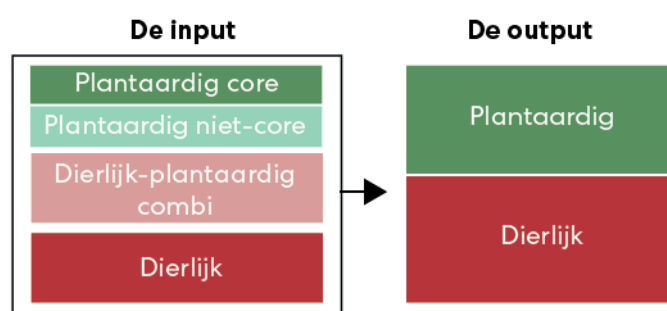 De input
Plantaardig core
Plantaardig niet-core
Dierlijk-plantaardig
combi
Dierlijk
De output
Plantaardig
Dierlijk